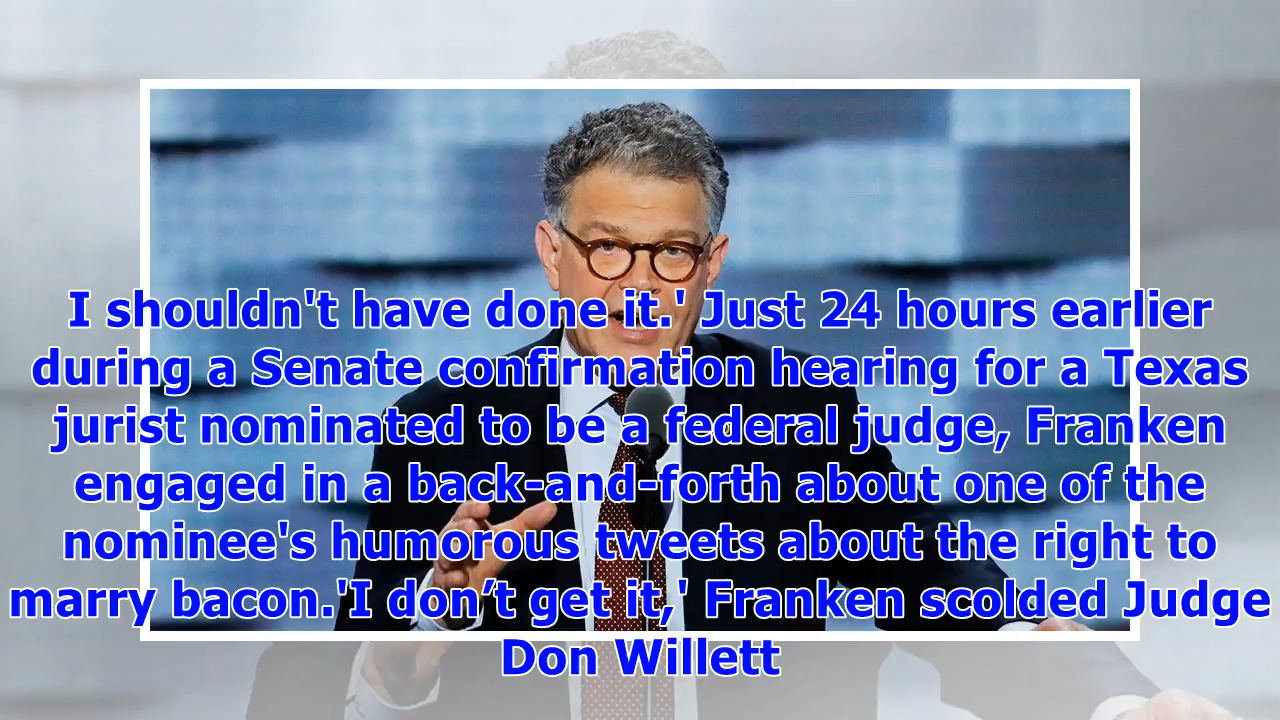 I shouldn't have done it.' Just 24 hours earlier
during a Senate confirmation hearing for a Texas
jurist nominated to be a federal judge, Franken
engaged in a back-and-forth about one of the
nominee's humorous tweets about the right to
marry bacon.'I don’t get it,' Franken scolded Judge
Don Willett